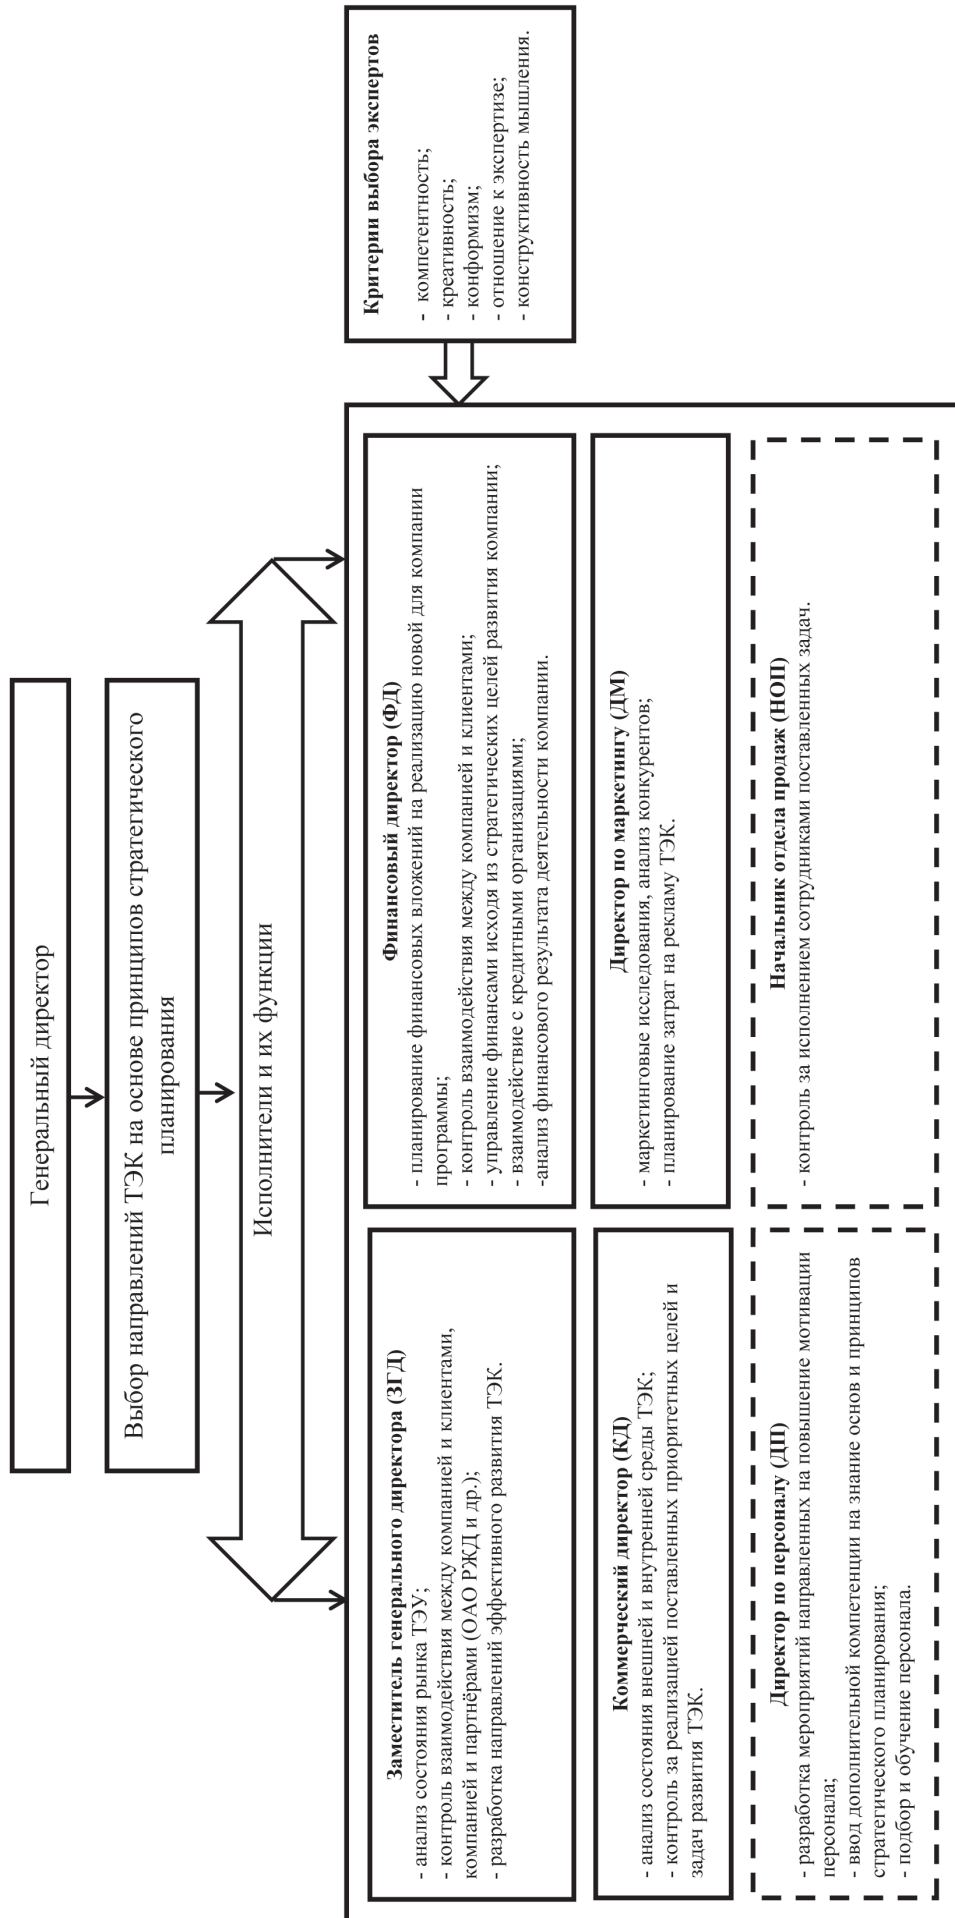 Генеральный директор
Выбор направлений ТЭК на основе принципов стратегического
планирования
Исполнители и их функции
Заместитель генерального директора (ЗГД)
- анализ состояния рынка ТЭУ;
- контроль взаимодействия между компанией и клиентами,
компанией и партнёрами (ОАО РЖД и др.);
- разработка направлений эффективного развития ТЭК.
Финансовый директор (ФД)
- планирование финансовых вложений на реализацию новой для компании
программы;
- контроль взаимодействия между компанией и клиентами;
- управление финансами исходя из стратегических целей развития компании;
- взаимодействие с кредитными организациями;
-анализ финансового результата деятельности компании.
Коммерческий директор (КД)
- анализ состояния внешней и внутренней среды ТЭК;
- контроль за реализацией поставленных приоритетных целей и
задач развития ТЭК.
Директор по маркетингу (ДМ)
- маркетинговые исследования, анализ конкурентов;
- планирование затрат на рекламу ТЭК.
Директор по персоналу (ДП)
- разработка мероприятий направленных на повышение мотивации
персонала;
- ввод дополнительной компетенции на знание основ и принципов
стратегического планирования;
- подбор и обучение персонала.
Начальник отдела продаж (НОП)
- контроль за исполнением сотрудниками поставленных задач.
Критерии выбора экспертов
- компетентность;
- креативность;
- конформизм;
- отношение к экспертизе;
- конструктивность мышления.